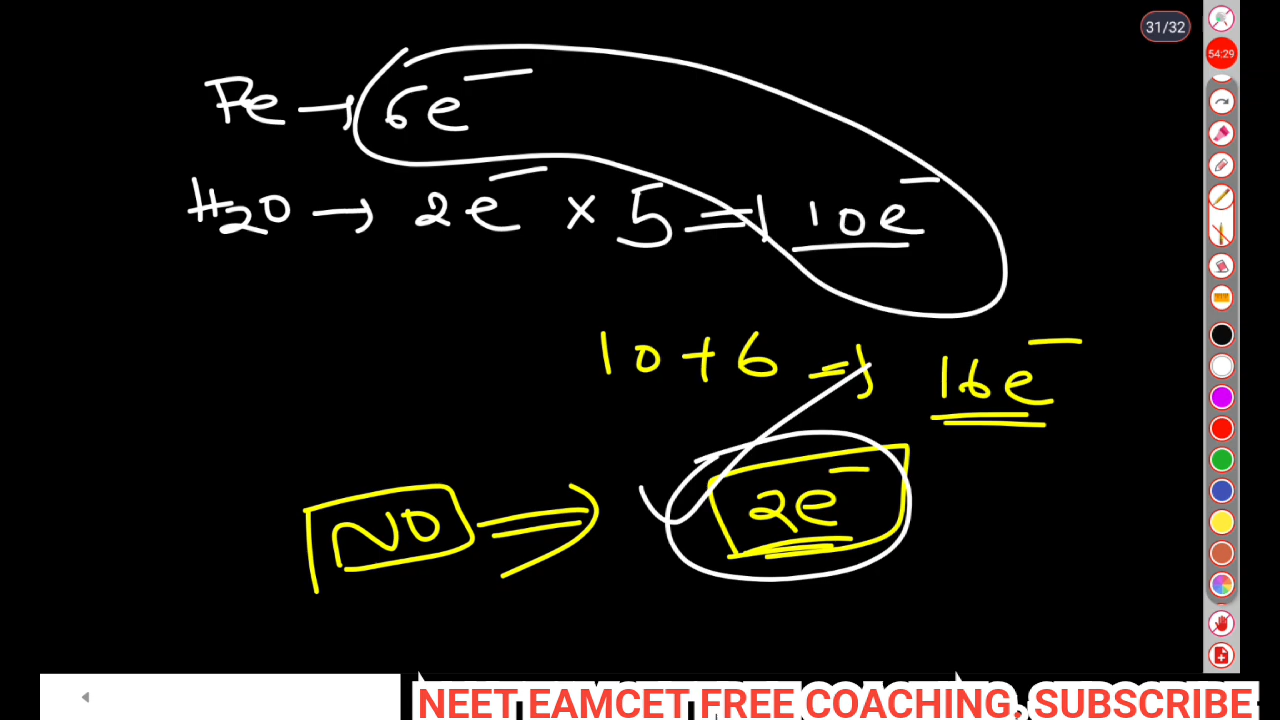 31/32
54:29
Fe → 6e⁻
H₂O → 2e⁻ × 5 ⇒ 10e⁻
10 + 6 ⇒ 16e⁻
NO ⇒ 2e⁻
NEET EAMCET FREE COACHING, SUBSCRIBE